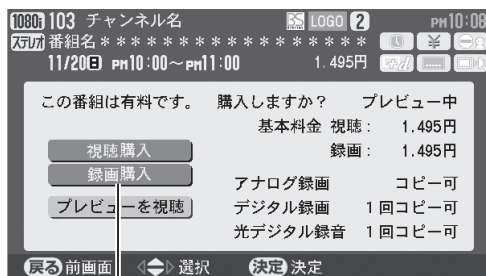 1080i 103 チャンネル名 LOGO 2 PM10:08
ステレオ 番組名＊＊＊＊＊＊＊＊＊＊＊＊＊＊＊ ¥
11/20日 PM10:00～PM11:00 1.495円
この番組は有料です。 購入しますか？ プレビュー中
基本料金 視聴： 1.495円
視聴購入 録画： 1.495円
録画購入
アナログ録画 コピー可
プレビューを視聴 デジタル録画 1回コピー可
光デジタル録音 1回コピー可
戻る 前画面 選択 決定 決定